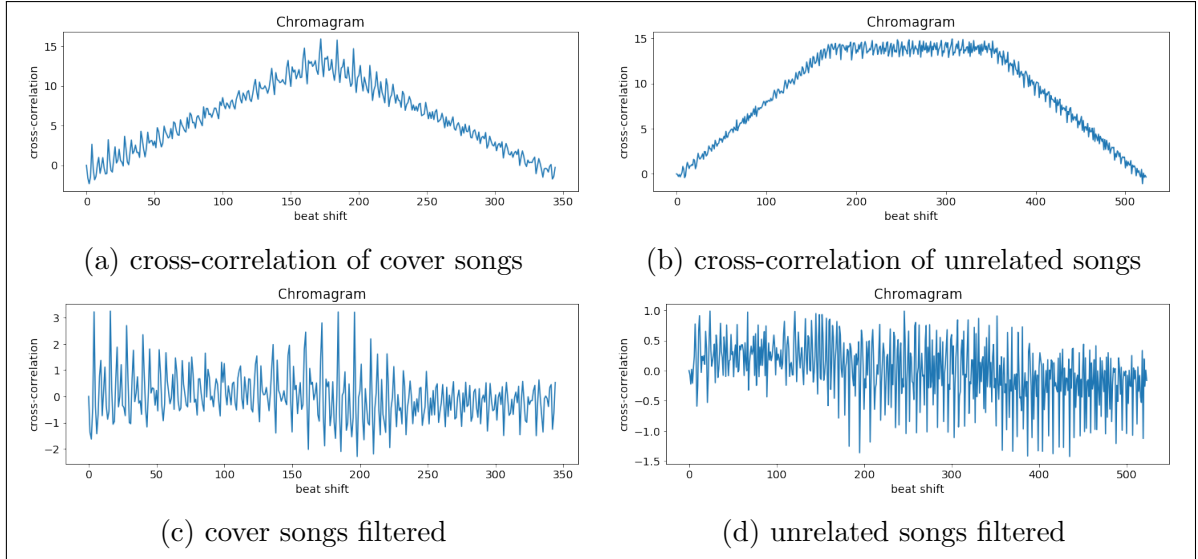 Chromagram
cross-correlation
15
10
5
0
0 50 100 150 200 250 300 350
beat shift
(a) cross-correlation of cover songs
Chromagram
cross-correlation
15
10
5
0
0 100 200 300 400 500
beat shift
(b) cross-correlation of unrelated songs
Chromagram
cross-correlation
3
2
1
0
−1
−2
0 50 100 150 200 250 300 350
beat shift
(c) cover songs filtered
Chromagram
cross-correlation
1.0
0.5
0.0
−0.5
−1.0
−1.5
0 100 200 300 400 500
beat shift
(d) unrelated songs filtered